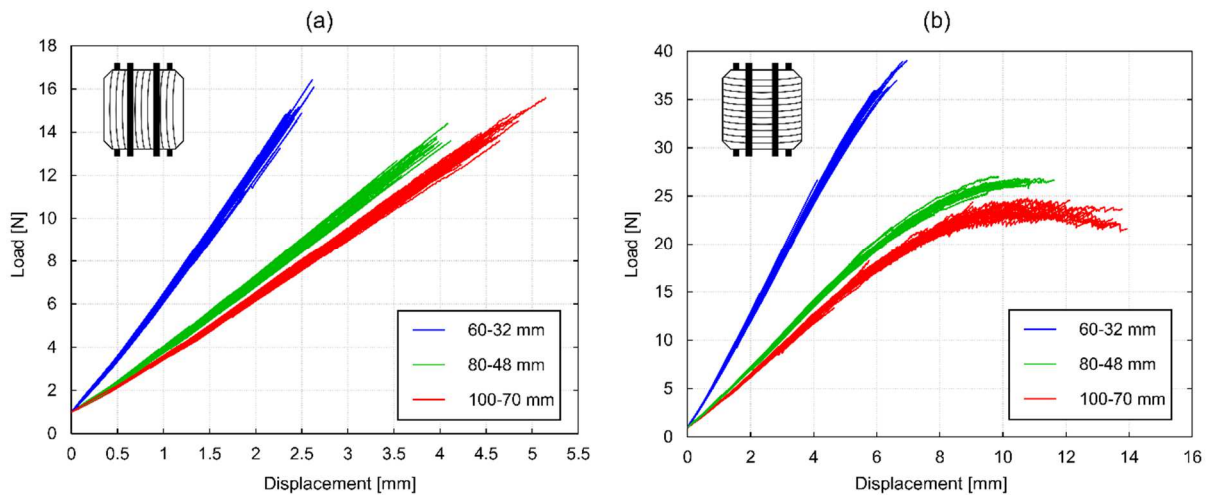 (a)
18
16
14
12
10
8
6
4
2
0
Load [N]
0 0.5 1 1.5 2 2.5 3 3.5 4 4.5 5 5.5
Displacement [mm]
60-32 mm
80-48 mm
100-70 mm
(b)
40
35
30
25
20
15
10
5
0
Load [N]
0 2 4 6 8 10 12 14 16
Displacement [mm]
60-32 mm
80-48 mm
100-70 mm